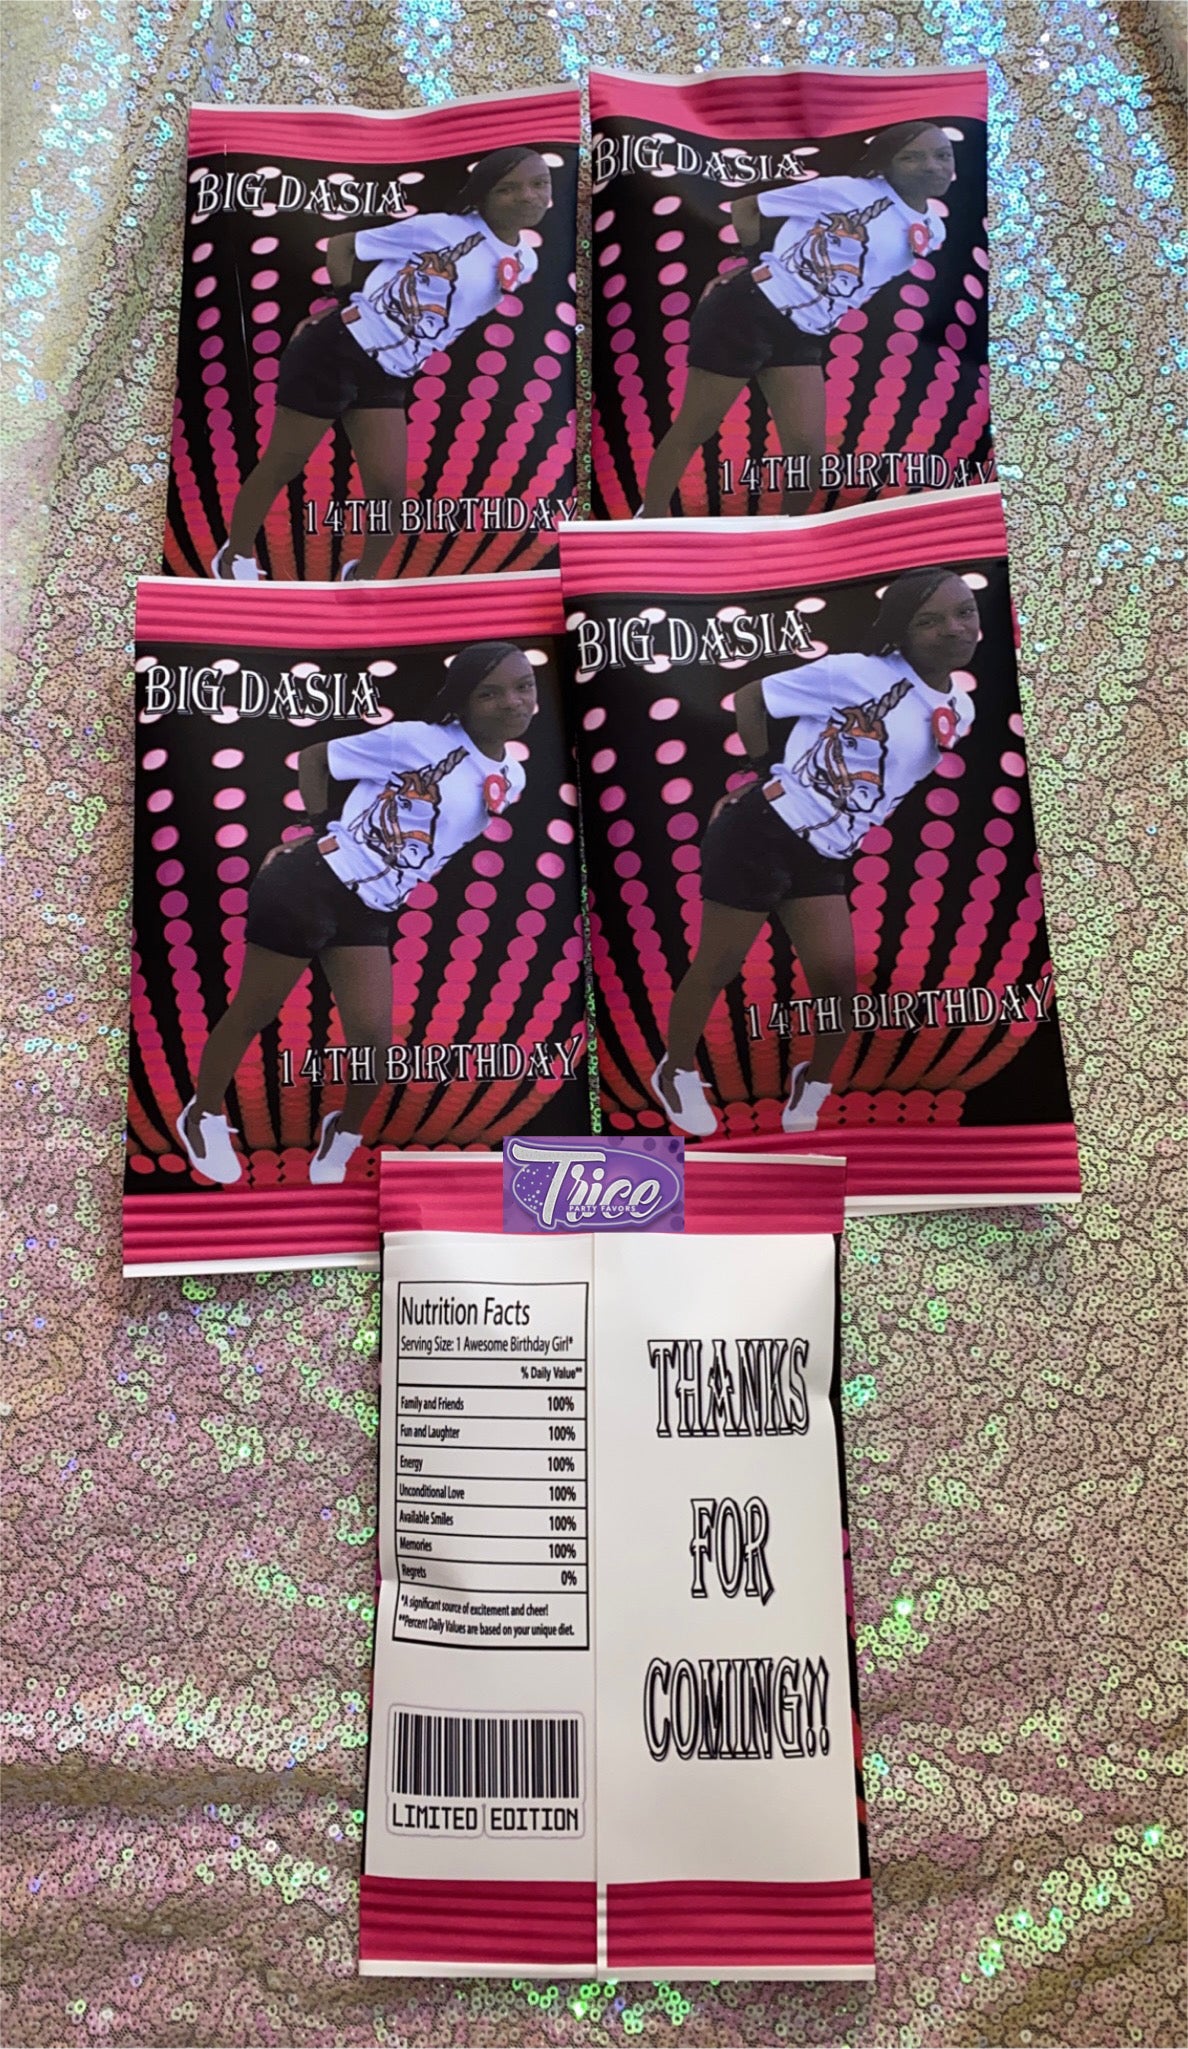 BIG DASIA
14TH BIRTHDAY
BIG DASIA
14TH BIRTHDAY
BIG DASIA
14TH BIRTHDAY
BIG DASIA
14TH BIRTHDAY
Trice
PARTY FAVORS
Nutrition Facts
Serving Size: 1 Awesome Birthday Girl*
% Daily Value**
Family and Friends 100%
Fun and Laughter 100%
Energy 100%
Unconditional Love 100%
Available Smiles 100%
Memories 100%
Regrets 0%
*A significant source of excitement and cheer!
**Percent Daily Values are based on your unique diet.
LIMITED EDITION
THANKS
FOR
COMING!!